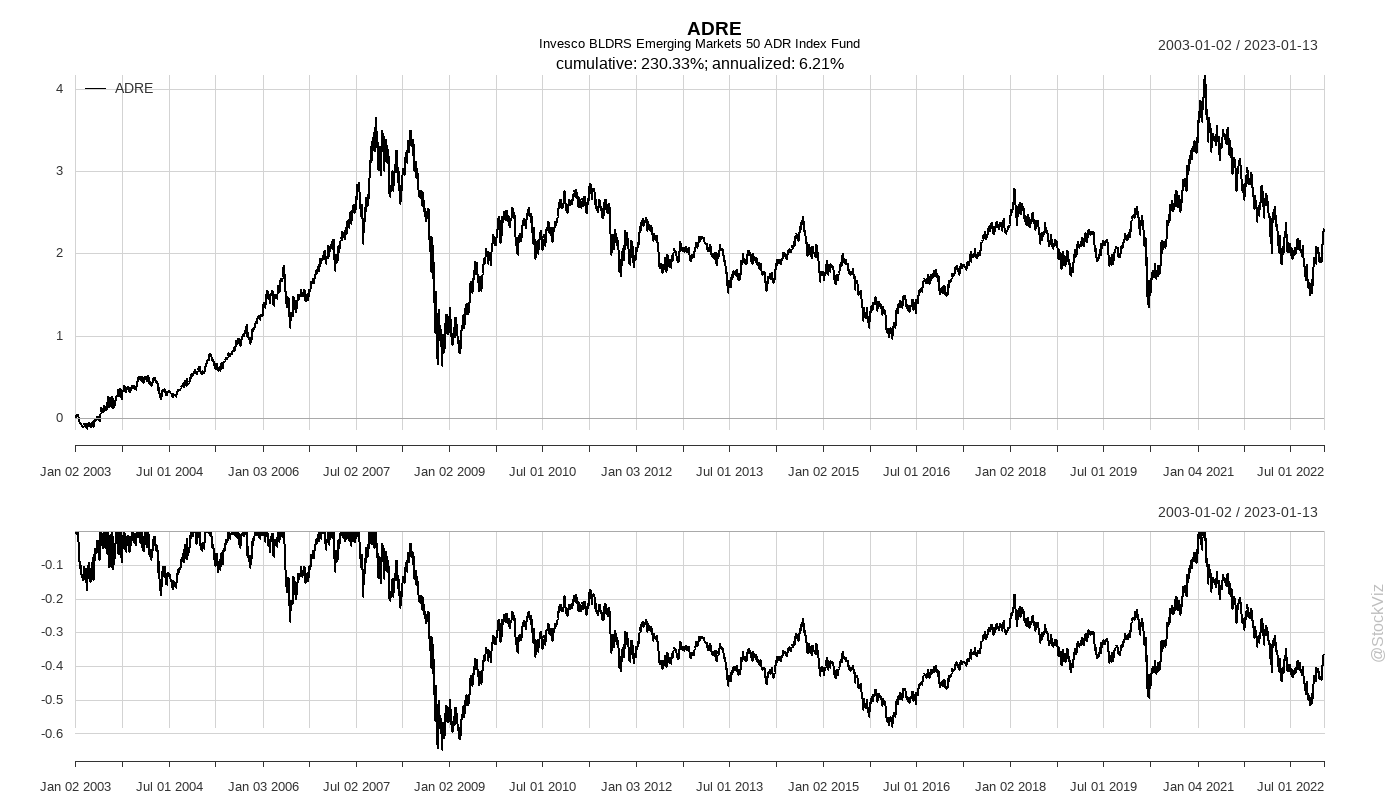 ADRE
Invesco BLDRS Emerging Markets 50 ADR Index Fund
cumulative: 230.33%; annualized: 6.21%
2003-01-02 / 2023-01-13
ADRE
4
3
2
1
0
Jan 02 2003 Jul 01 2004 Jan 03 2006 Jul 02 2007 Jan 02 2009 Jul 01 2010 Jan 03 2012 Jul 01 2013 Jan 02 2015 Jul 01 2016 Jan 02 2018 Jul 01 2019 Jan 04 2021 Jul 01 2022
2003-01-02 / 2023-01-13
-0.1
-0.2
-0.3
-0.4
-0.5
-0.6
Jan 02 2003 Jul 01 2004 Jan 03 2006 Jul 02 2007 Jan 02 2009 Jul 01 2010 Jan 03 2012 Jul 01 2013 Jan 02 2015 Jul 01 2016 Jan 02 2018 Jul 01 2019 Jan 04 2021 Jul 01 2022
@StockViz